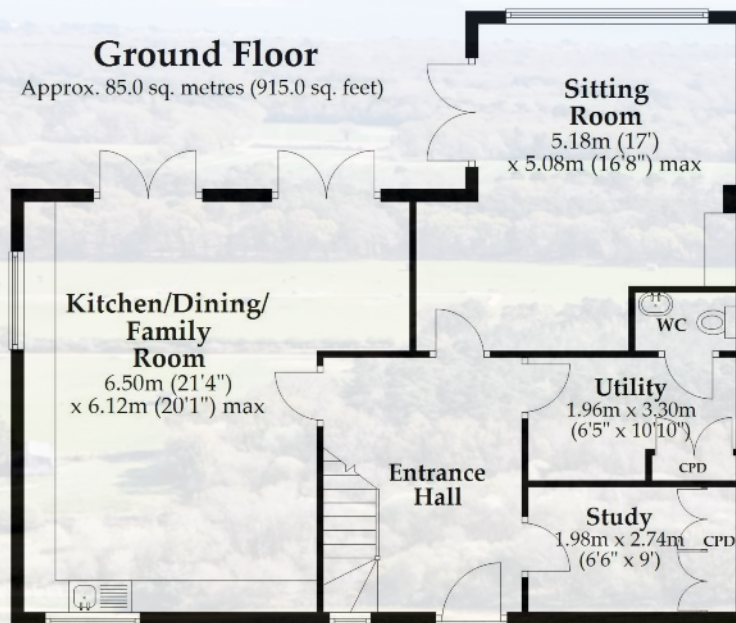 Ground Floor
Approx. 85.0 sq. metres (915.0 sq. feet)
Sitting
Room
5.18m (17')
x 5.08m (16'8") max
Kitchen/Dining/
Family
Room
6.50m (21'4")
x 6.12m (20'1") max
WC
Utility
1.96m x 3.30m
(6'5" x 10'10")
CPD
Entrance
Hall
Study
1.98m x 2.74m
(6'6" x 9')
CPD